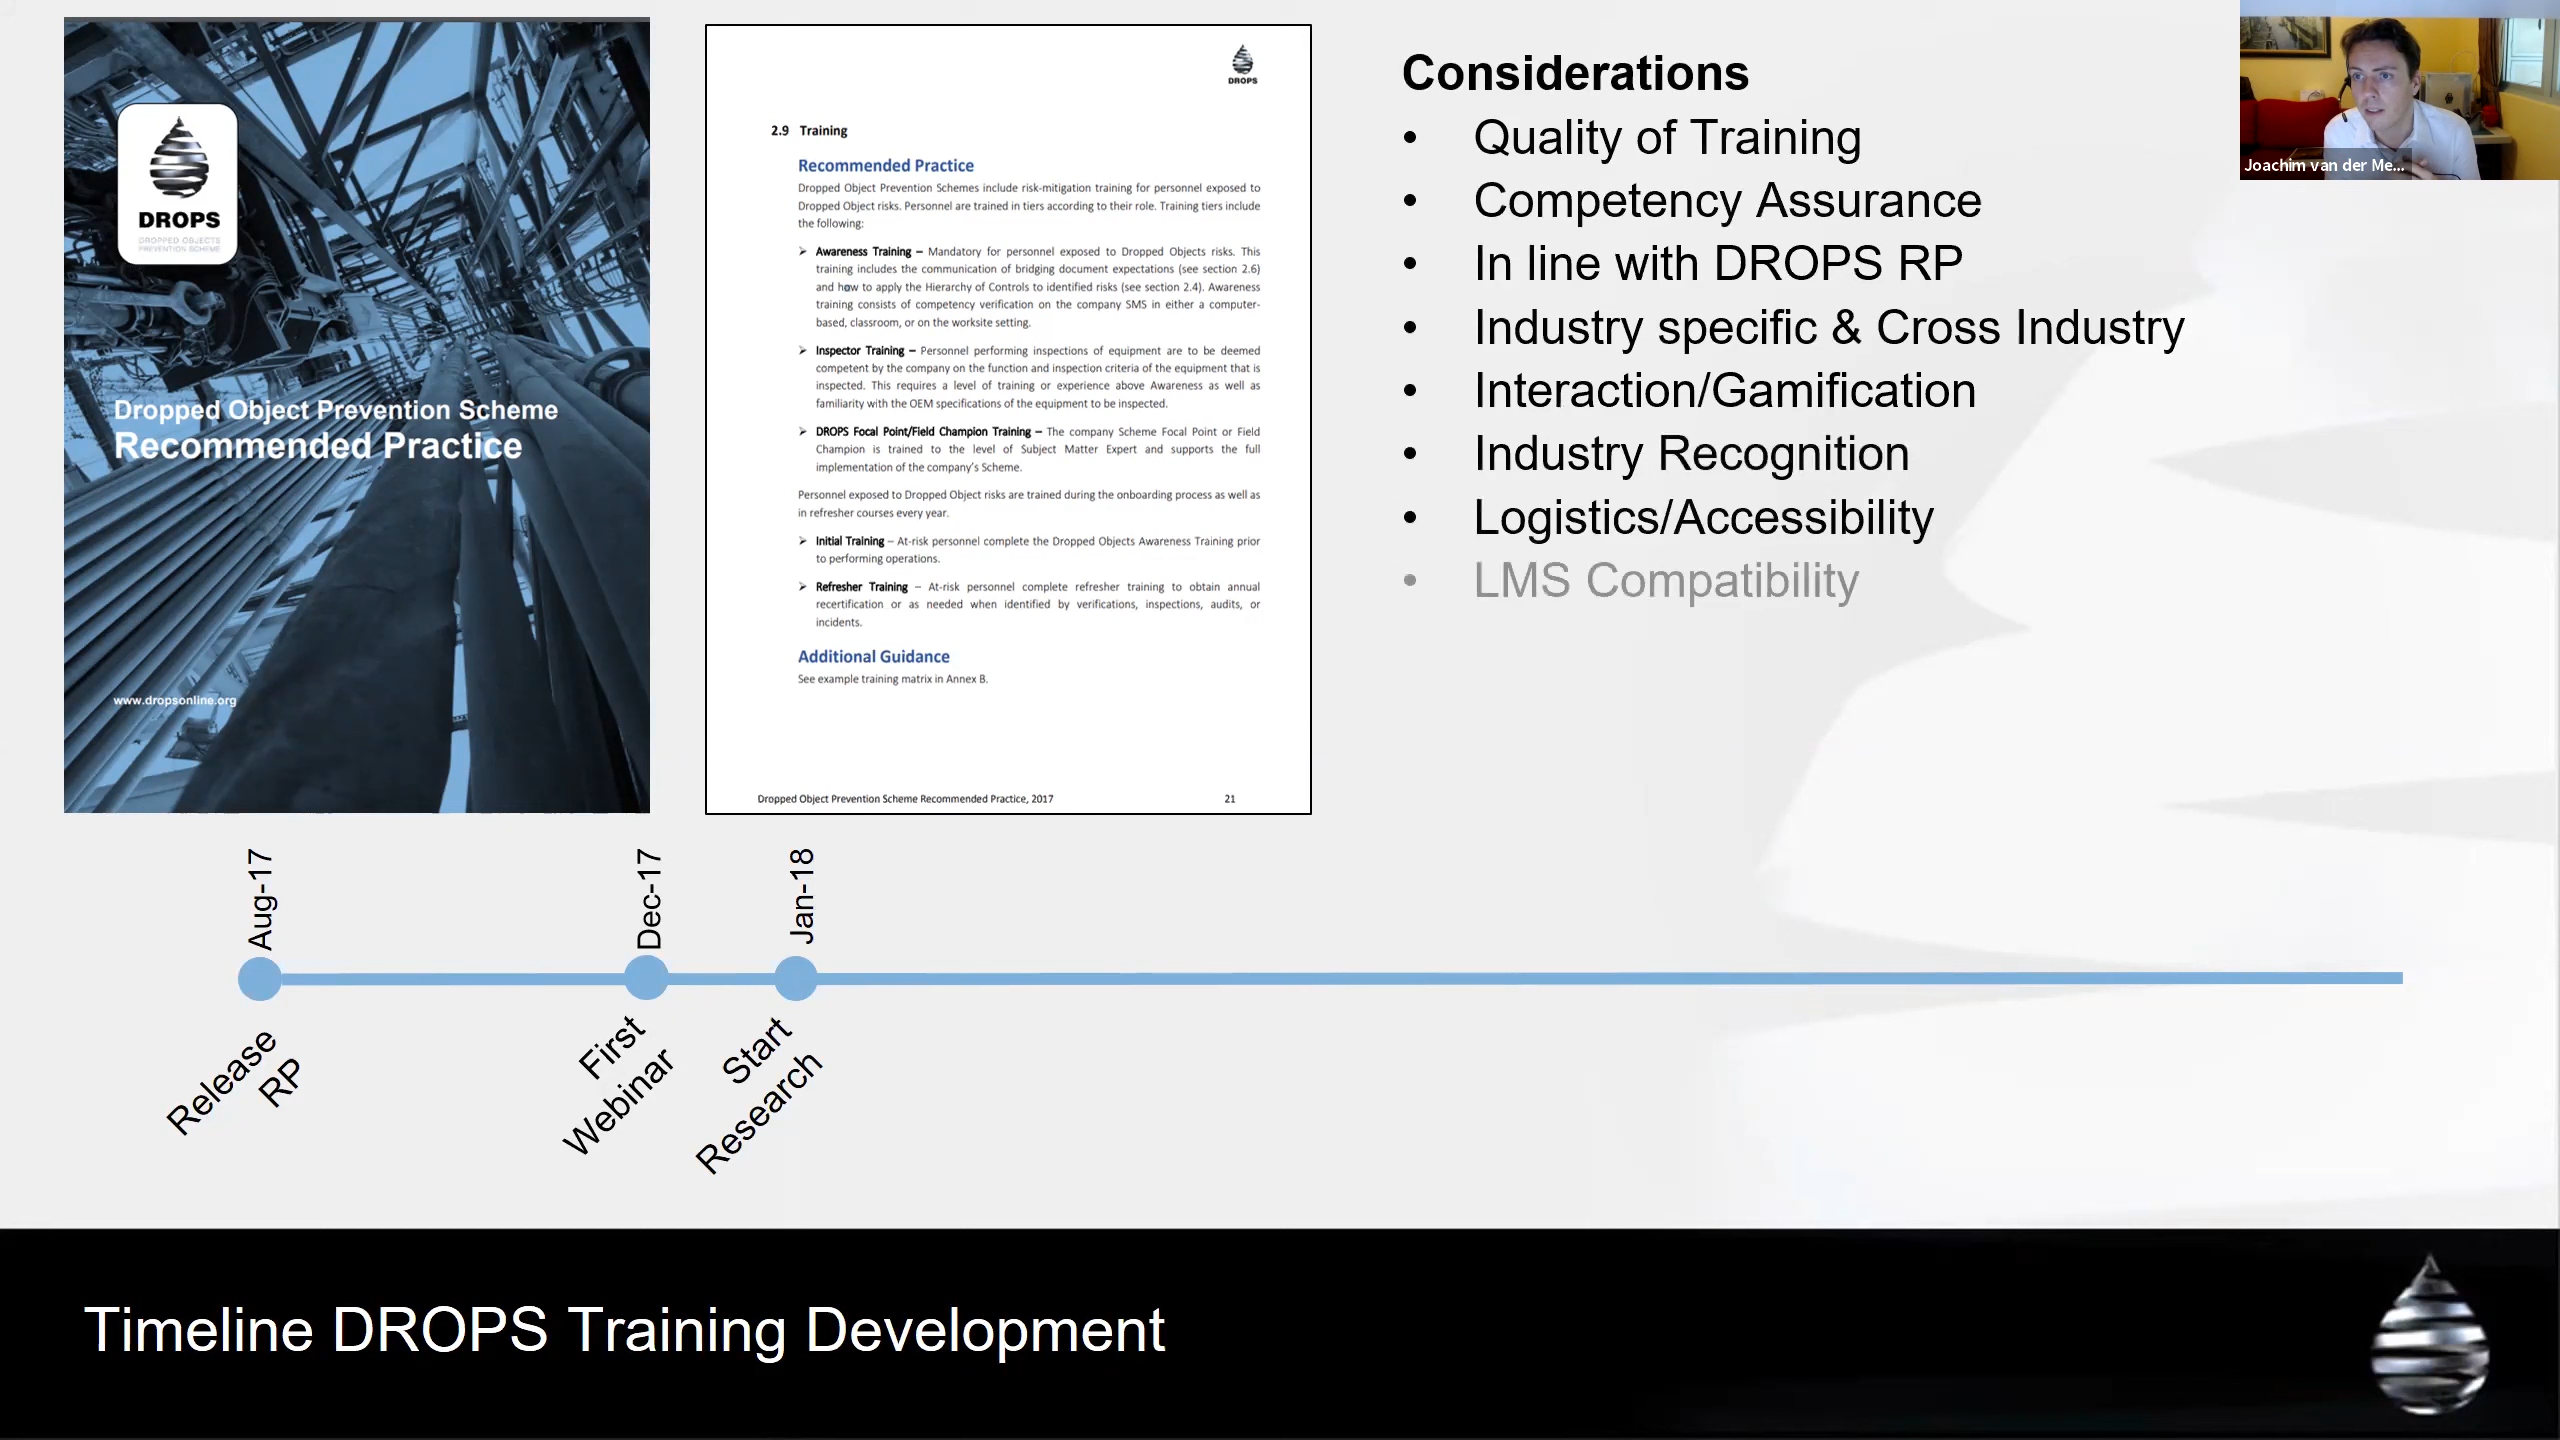 DROPS
DROPPED OBJECTS
PREVENTION SCHEME
Dropped Object Prevention Scheme
Recommended Practice
www.dropsonline.org
DROPS
2.9 Training
Recommended Practice
Dropped Object Prevention Schemes include risk-mitigation training for personnel exposed to
Dropped Object risks. Personnel are trained in tiers according to their role. Training tiers include
the following:
➢ Awareness Training – Mandatory for personnel exposed to Dropped Objects risks. This
training includes the communication of bridging document expectations (see section 2.6)
and how to apply the Hierarchy of Controls to identified risks (see section 2.4). Awareness
training consists of competency verification on the company SMS in either a computer-
based, classroom, or on the worksite setting.
➢ Inspector Training – Personnel performing inspections of equipment are to be deemed
competent by the company on the function and inspection criteria of the equipment that is
inspected. This requires a level of training or experience above Awareness as well as
familiarity with the OEM specifications of the equipment to be inspected.
➢ DROPS Focal Point/Field Champion Training – The company Scheme Focal Point or Field
Champion is trained to the level of Subject Matter Expert and supports the full
implementation of the company's Scheme.
Personnel exposed to Dropped Object risks are trained during the onboarding process as well as
in refresher courses every year.
➢ Initial Training – At-risk personnel complete the Dropped Objects Awareness Training prior
to performing operations.
➢ Refresher Training – At-risk personnel complete refresher training to obtain annual
recertification or as needed when identified by verifications, inspections, audits, or
incidents.
Additional Guidance
See example training matrix in Annex B.
Dropped Object Prevention Scheme Recommended Practice, 2017 21
Considerations
• Quality of Training
• Competency Assurance
• In line with DROPS RP
• Industry specific & Cross Industry
• Interaction/Gamification
• Industry Recognition
• Logistics/Accessibility
• LMS Compatibility
Joachim van der Me...
Aug-17
Dec-17
Jan-18
Release
RP
First
Webinar
Start
Research
Timeline DROPS Training Development